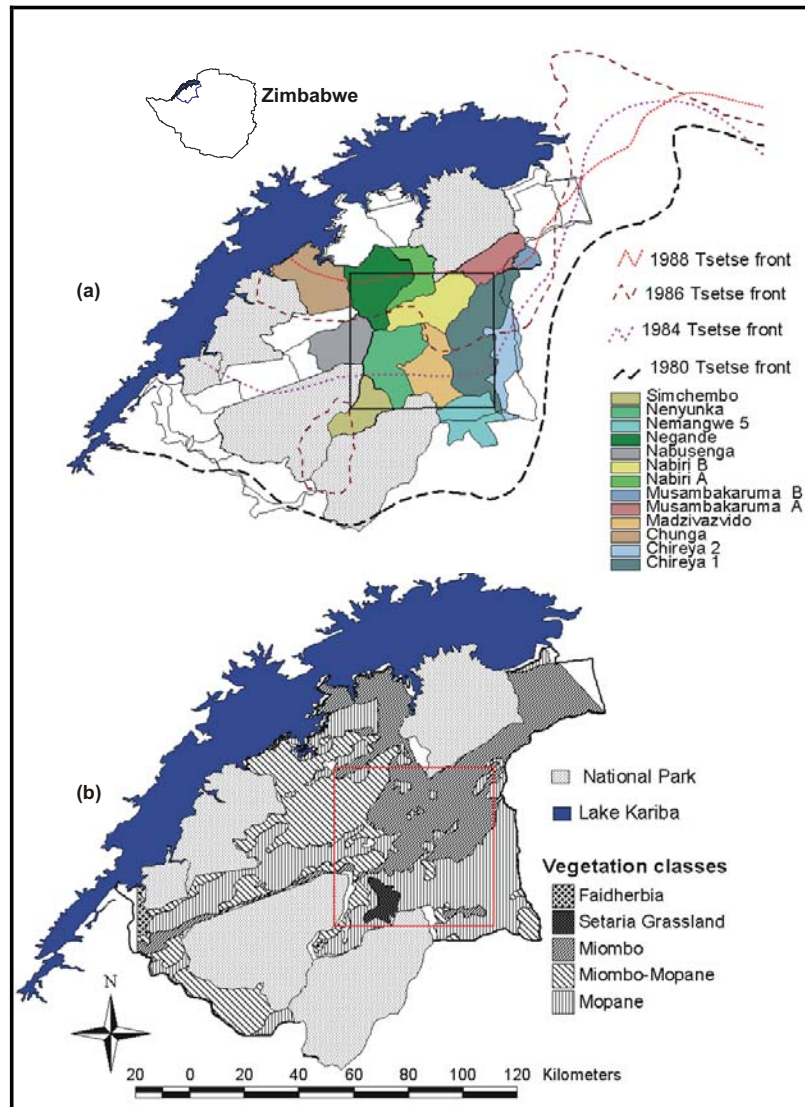 Zimbabwe
(a)
1988 Tsetse front
1986 Tsetse front
1984 Tsetse front
1980 Tsetse front
Simchembo
Nenyunka
Nemangwe 5
Negande
Nabusenga
Nabiri B
Nabiri A
Musambakaruma B
Musambakaruma A
Madzivazvido
Chunga
Chireya 2
Chireya 1
(b)
National Park
Lake Kariba
Vegetation classes
Faidherbia
Setaria Grassland
Miombo
Miombo-Mopane
Mopane
N
20 0 20 40 60 80 100 120 Kilometers